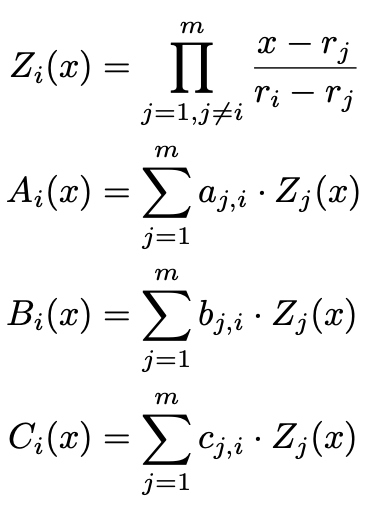 Z_i(x) = \prod_{j=1, j \neq i}^{m} \frac{x - r_j}{r_i - r_j}
A_i(x) = \sum_{j=1}^{m} a_{j,i} \cdot Z_j(x)
B_i(x) = \sum_{j=1}^{m} b_{j,i} \cdot Z_j(x)
C_i(x) = \sum_{j=1}^{m} c_{j,i} \cdot Z_j(x)